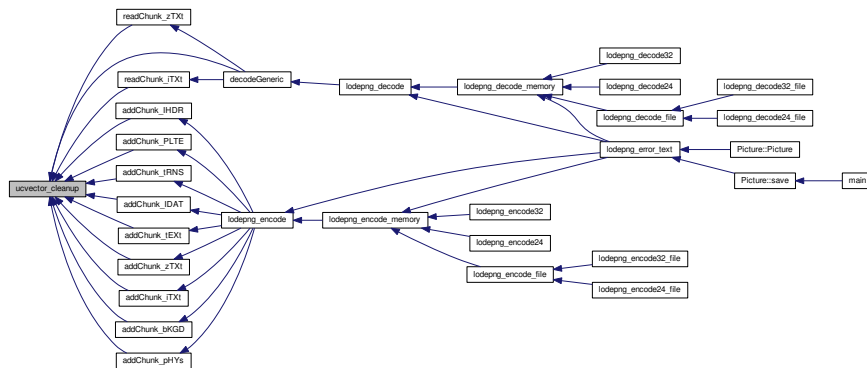 readChunk_zTXt
readChunk_iTXt
decodeGeneric
lodepng_decode
lodepng_decode_memory
lodepng_decode32
lodepng_decode24
lodepng_decode_file
lodepng_decode32_file
lodepng_decode24_file
addChunk_IHDR
addChunk_PLTE
addChunk_tRNS
addChunk_IDAT
addChunk_tEXt
addChunk_zTXt
addChunk_iTXt
addChunk_bKGD
addChunk_pHYs
ucvector_cleanup
lodepng_encode
lodepng_encode_memory
lodepng_error_text
Picture::Picture
Picture::save
main
lodepng_encode32
lodepng_encode24
lodepng_encode_file
lodepng_encode32_file
lodepng_encode24_file